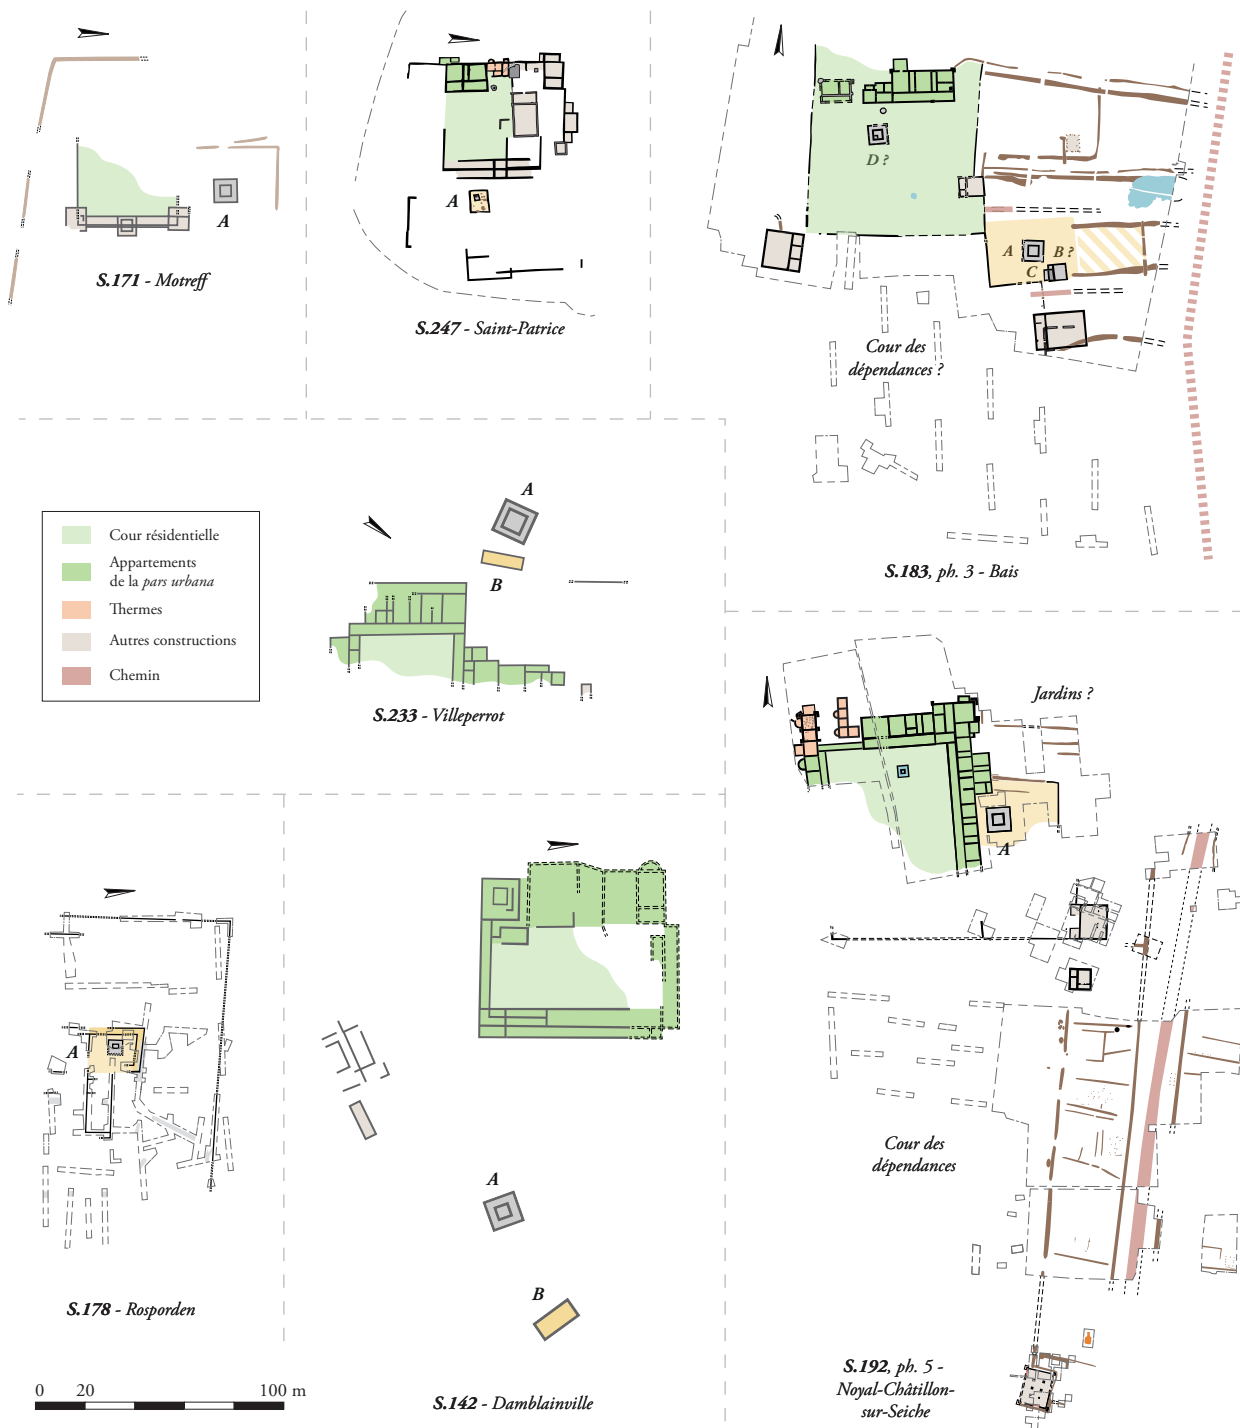 A
S.171 - Motreff
A
S.247 - Saint-Patrice
D ?
A
B ?
C
Cour des
dépendances ?
S.183, ph. 3 - Bais
Cour résidentielle
Appartements
de la pars urbana
Thermes
Autres constructions
Chemin
A
B
S.233 - Villeperrot
Jardins ?
A
Cour des
dépendances
S.192, ph. 5 -
Noyal-Châtillon-
sur-Seiche
A
S.178 - Rosporden
0 20 100 m
A
B
S.142 - Damblainville